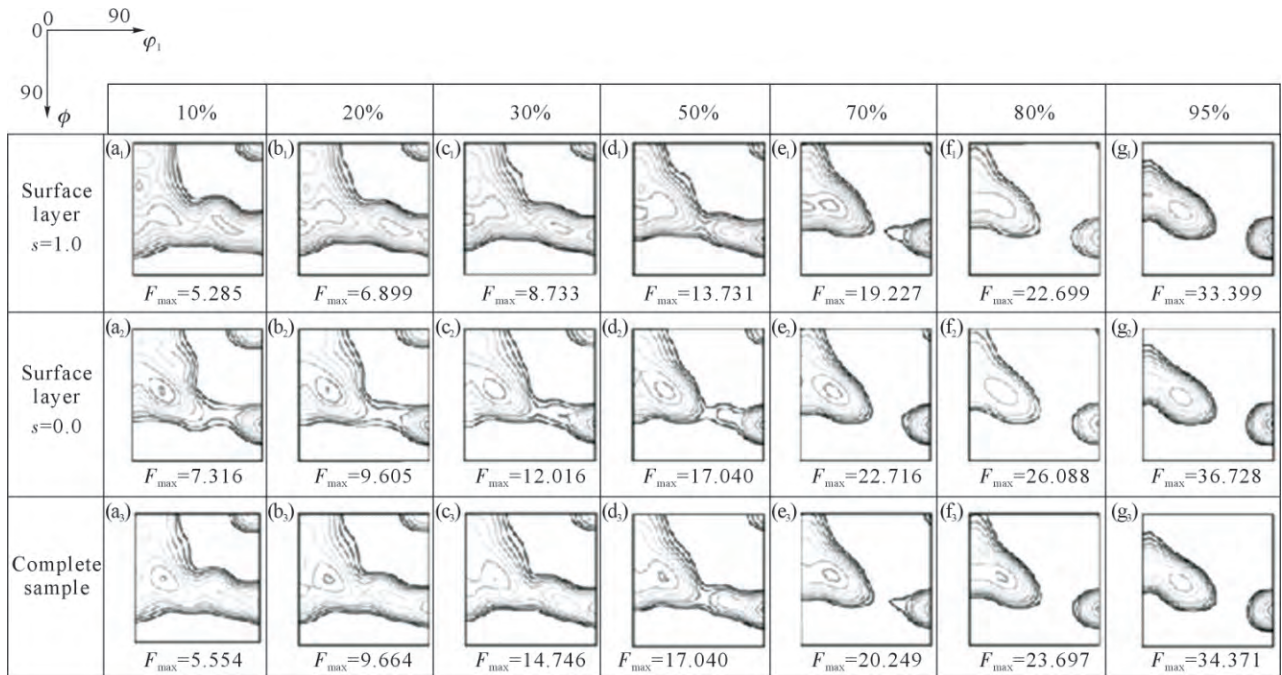 0 90
0 φ₁
90
ϕ
10% 20% 30% 50% 70% 80% 95%
(a₁) (b₁) (c₁) (d₁) (e₁) (f₁) (g₁)
Surface
layer
s=1.0
Fmax=5.285 Fmax=6.899 Fmax=8.733 Fmax=13.731 Fmax=19.227 Fmax=22.699 Fmax=33.399
(a₂) (b₂) (c₂) (d₂) (e₂) (f₂) (g₂)
Surface
layer
s=0.0
Fmax=7.316 Fmax=9.605 Fmax=12.016 Fmax=17.040 Fmax=22.716 Fmax=26.088 Fmax=36.728
(a₃) (b₃) (c₃) (d₃) (e₃) (f₃) (g₃)
Complete
sample
Fmax=5.554 Fmax=9.664 Fmax=14.746 Fmax=17.040 Fmax=20.249 Fmax=23.697 Fmax=34.371